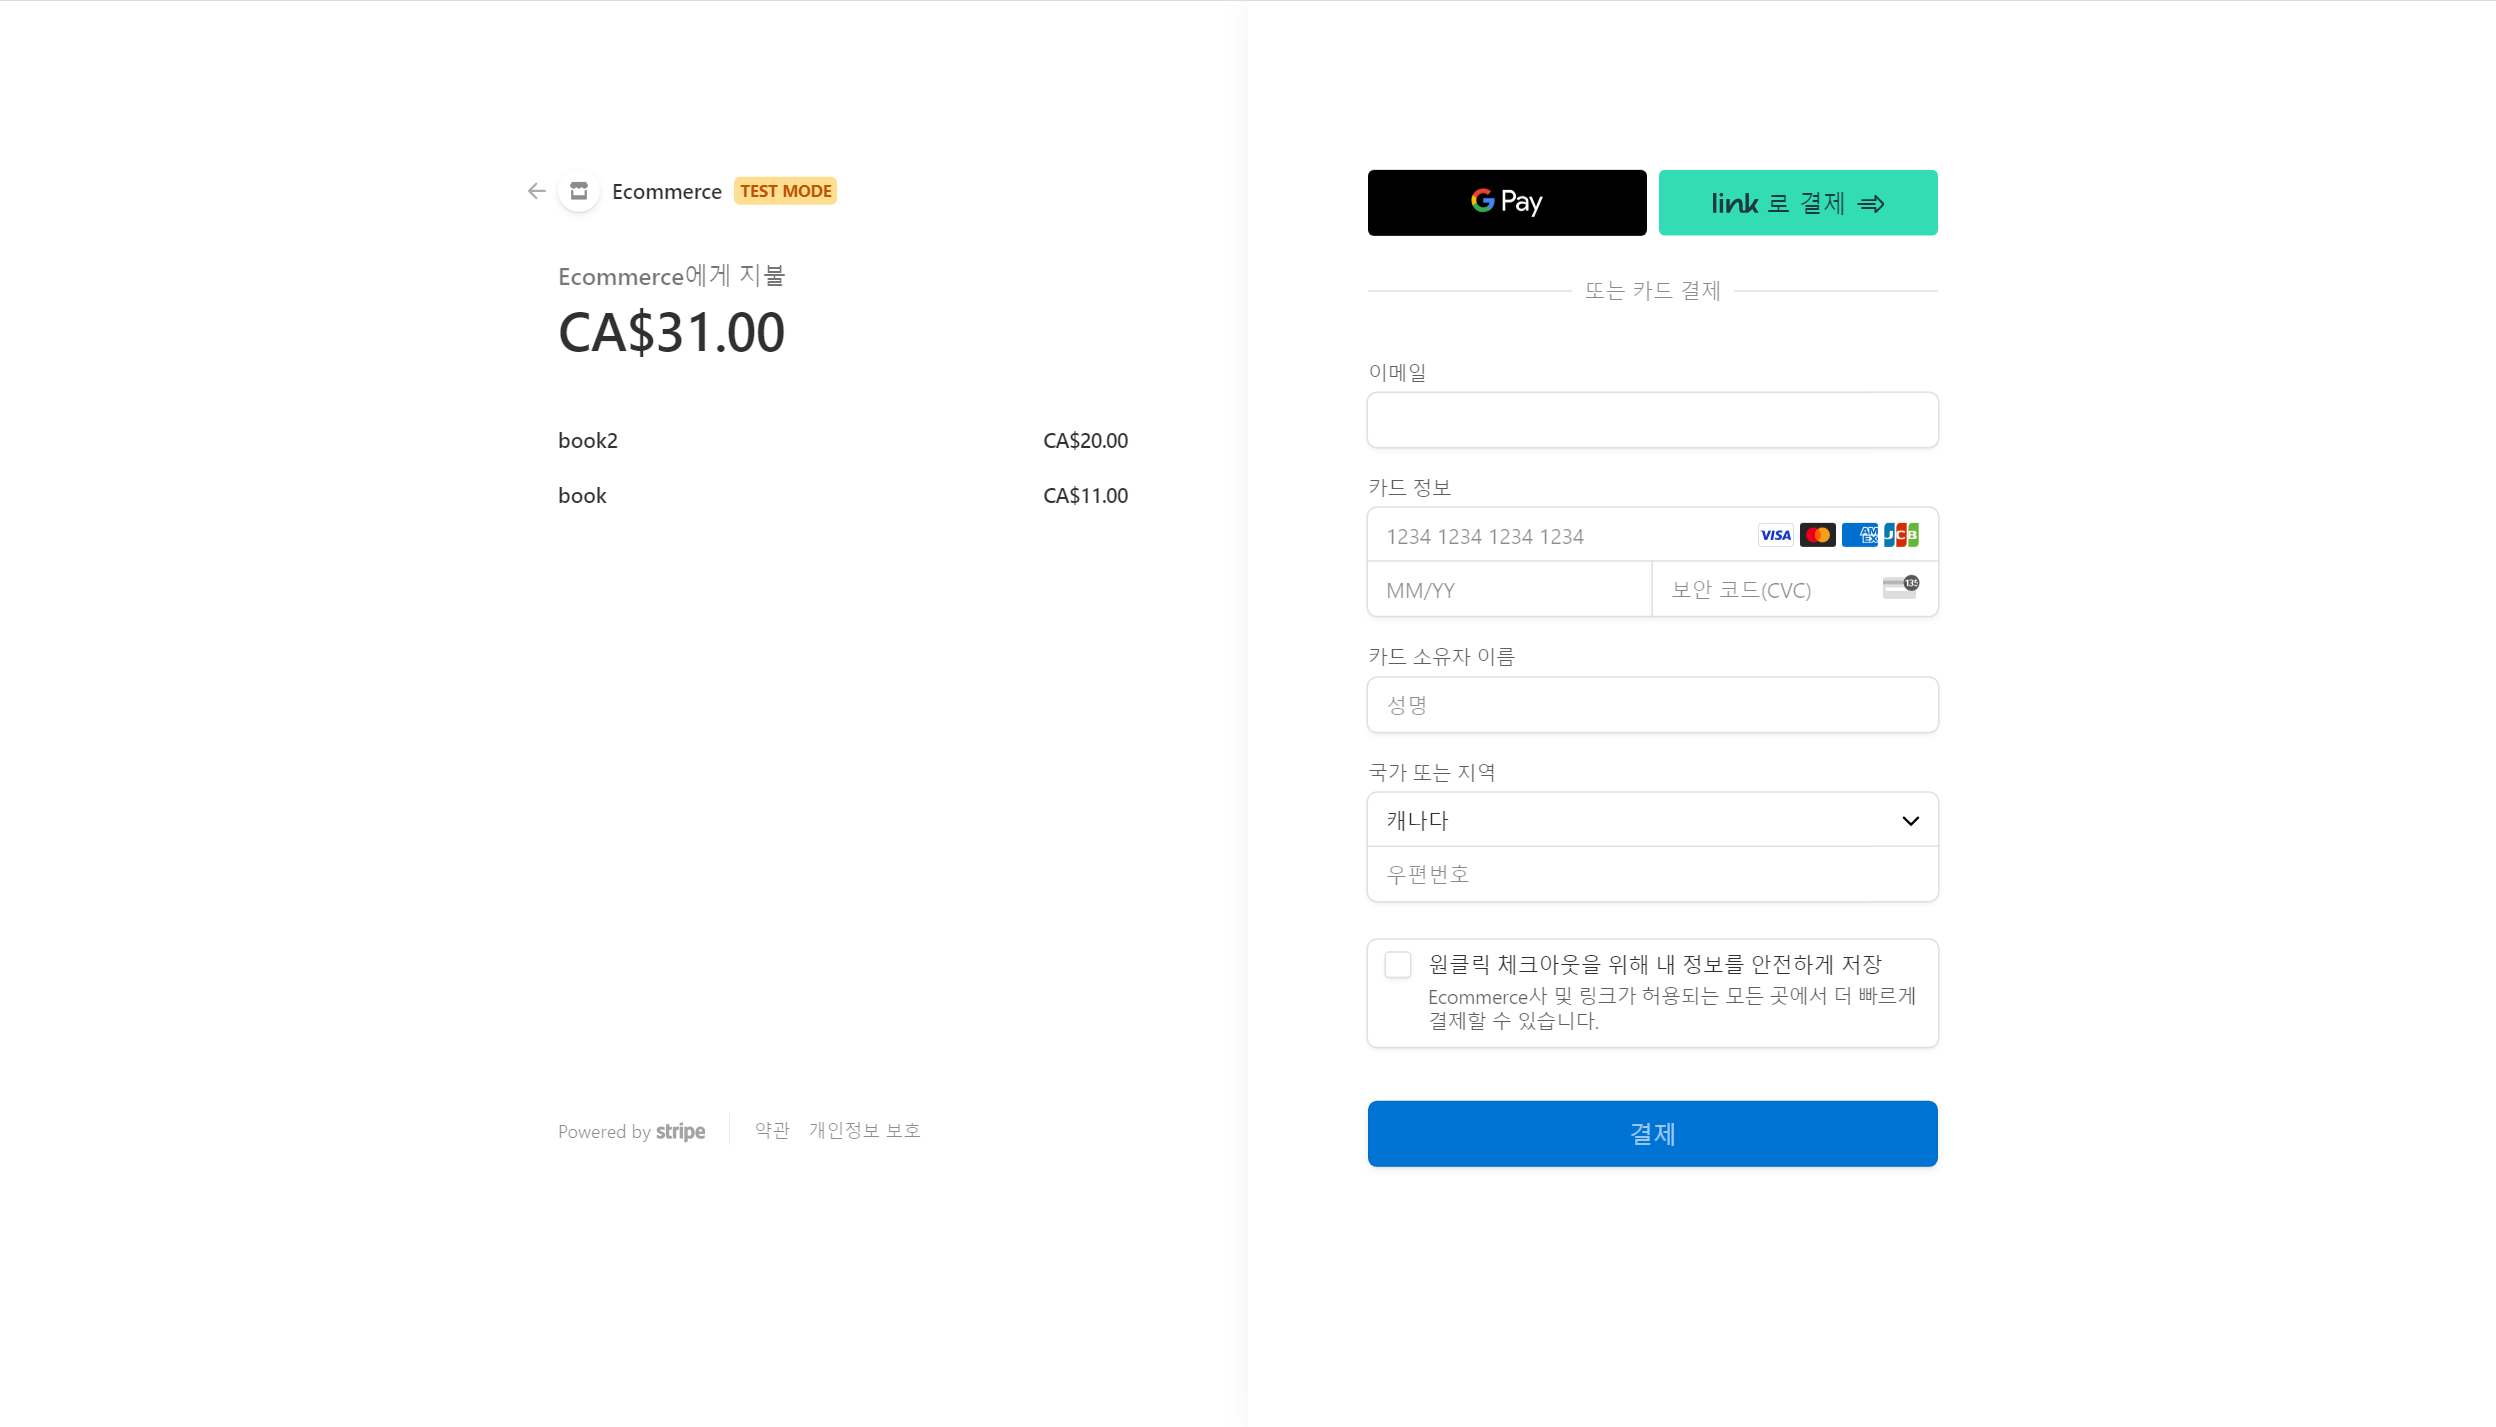 Ecommerce TEST MODE
Ecommerce에게 지불
CA$31.00
book2 CA$20.00
book CA$11.00
Powered by stripe 약관 개인정보 보호
G Pay link 로 결제
또는 카드 결제
이메일
카드 정보
1234 1234 1234 1234 VISA AMEX JCB
MM/YY 보안 코드(CVC) 135
카드 소유자 이름
성명
국가 또는 지역
캐나다
우편번호
원클릭 체크아웃을 위해 내 정보를 안전하게 저장
Ecommerce사 및 링크가 허용되는 모든 곳에서 더 빠르게
결제할 수 있습니다.
결제